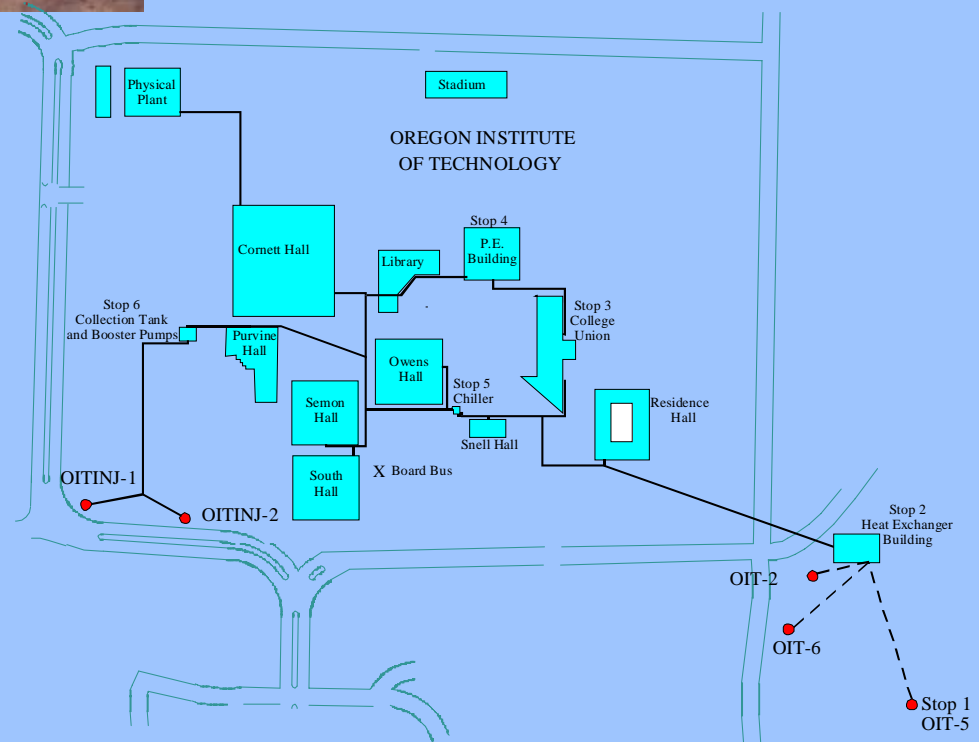 Physical
Plant
Stadium
OREGON INSTITUTE
OF TECHNOLOGY
Stop 4
P.E.
Building
Cornett Hall
Library
Stop 3
College
Union
Stop 6
Collection Tank
and Booster Pumps
Purvine
Hall
Owens
Hall
Stop 5
Chiller
Semon
Hall
Residence
Hall
Snell Hall
South
Hall
X Board Bus
OITINJ-1
OITINJ-2
Stop 2
Heat Exchanger
Building
OIT-2
OIT-6
Stop 1
OIT-5